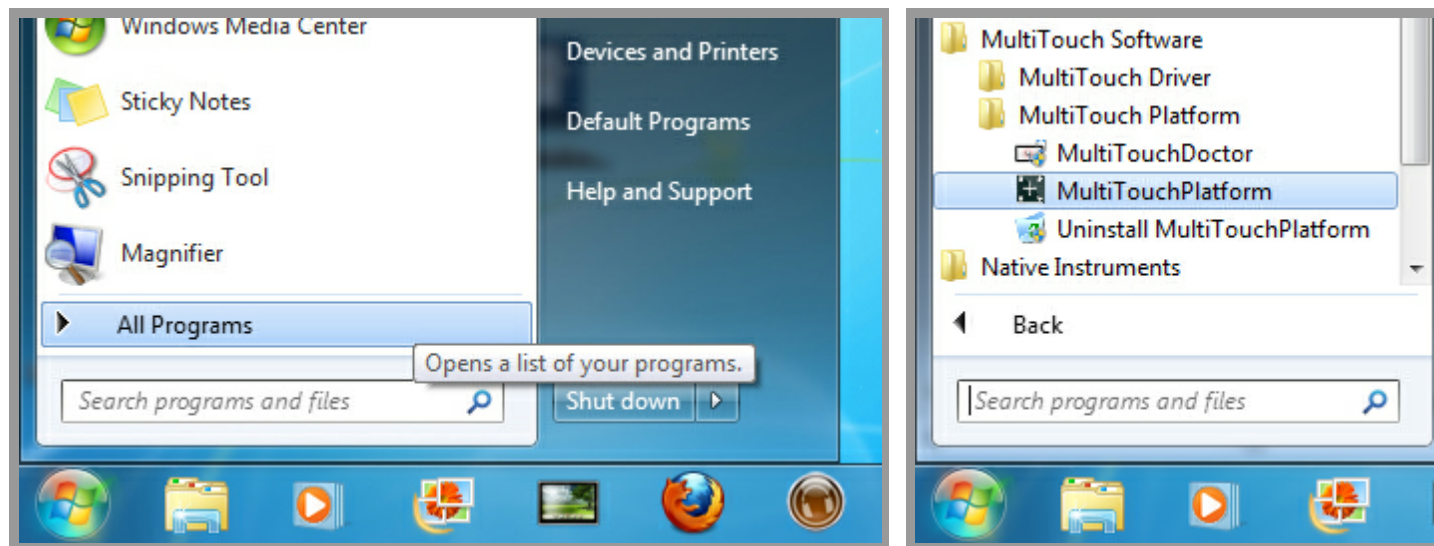 Windows Media Center
Sticky Notes
Snipping Tool
Magnifier
All Programs
Search programs and files
Devices and Printers
Default Programs
Help and Support
Opens a list of your programs.
Shut down
MultiTouch Software
MultiTouch Driver
MultiTouch Platform
MultiTouchDoctor
MultiTouchPlatform
Uninstall MultiTouchPlatform
Native Instruments
Back
Search programs and files